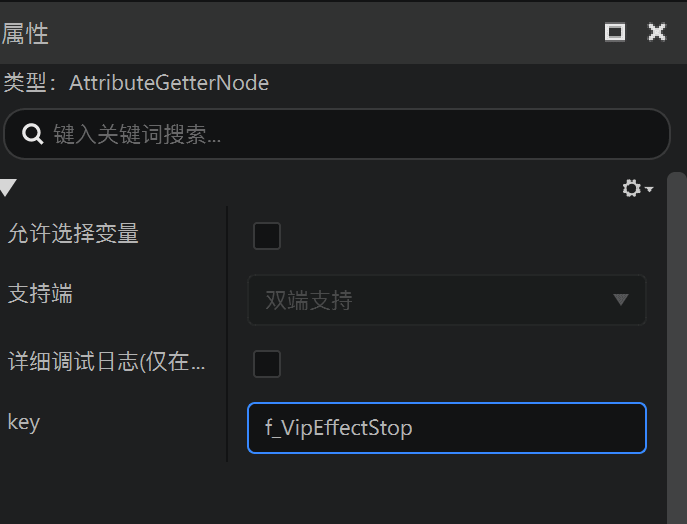 属性
类型：AttributeGetterNode
键入关键词搜索...
允许选择变量
支持端
双端支持
详细调试日志(仅在...
key
f_VipEffectStop